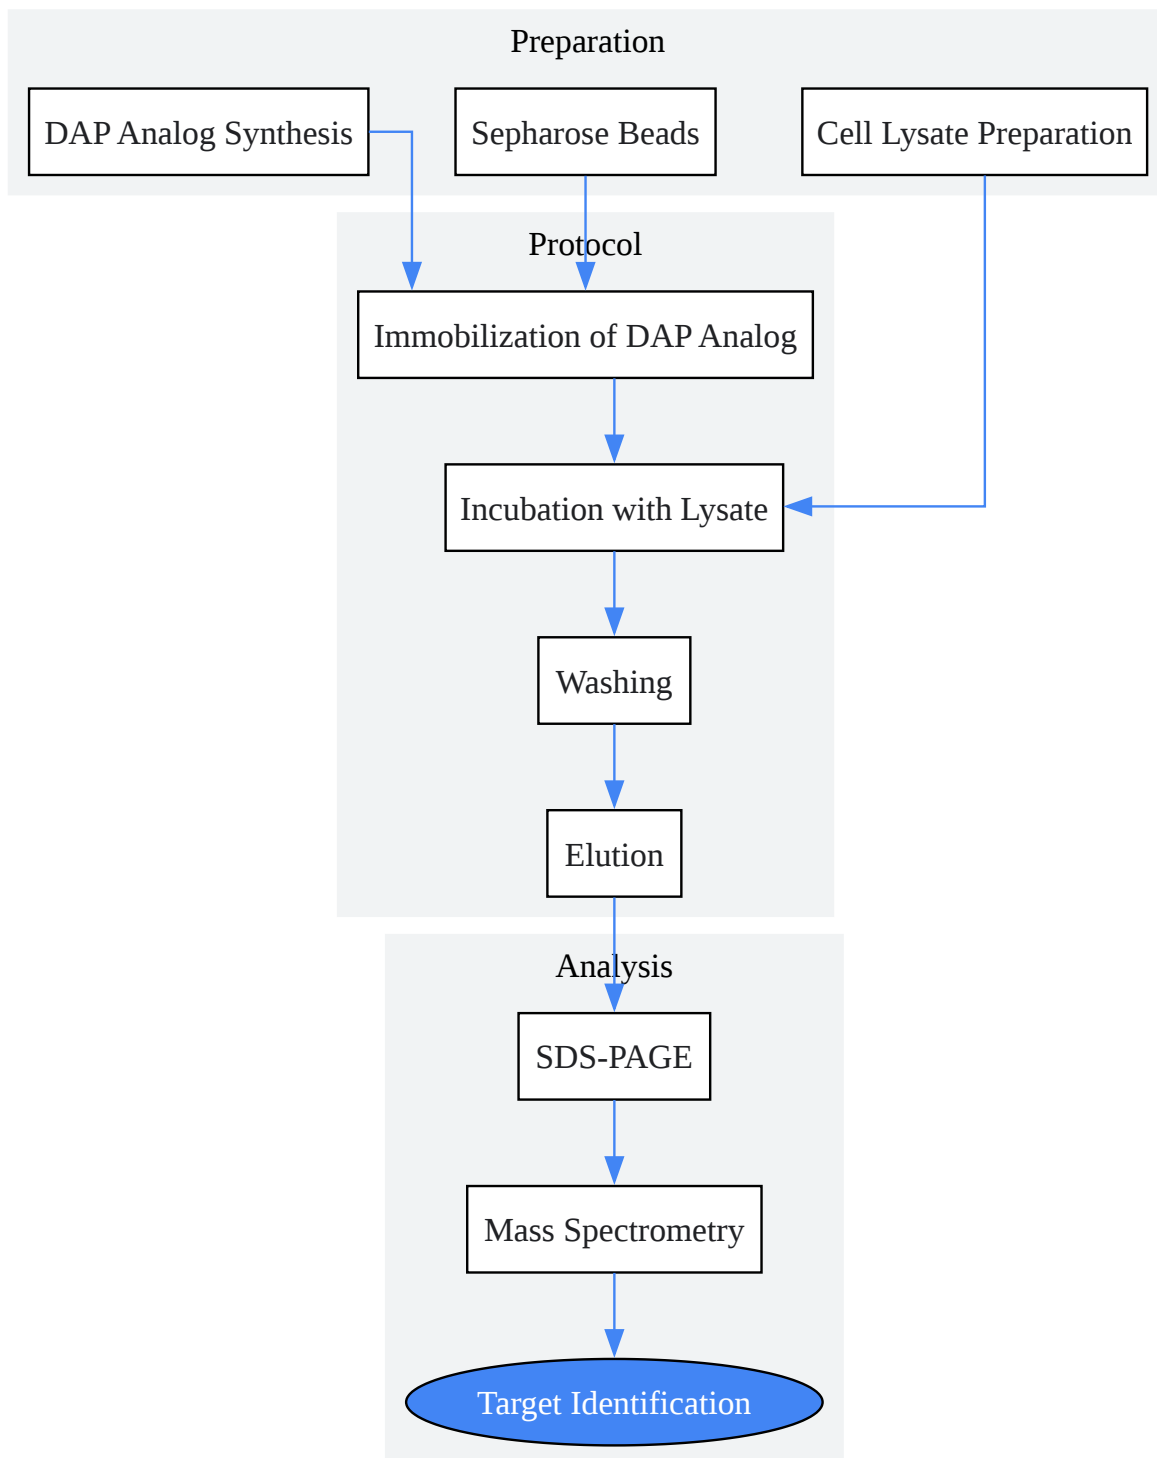 Preparation
DAP Analog Synthesis
Sepharose Beads
Cell Lysate Preparation
Protocol
Immobilization of DAP Analog
Incubation with Lysate
Washing
Elution
Analysis
SDS-PAGE
Mass Spectrometry
Target Identification